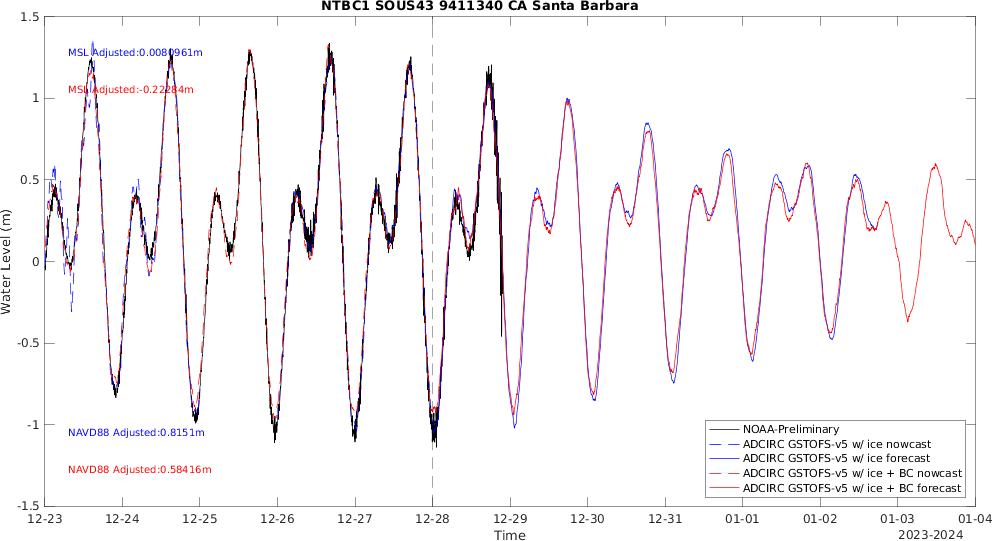 NTBC1 SOUS43 9411340 CA Santa Barbara
1.5
1
0.5
0
-0.5
-1
-1.5
Water Level (m)
MSL Adjusted:0.0080961m
MSL Adjusted:-0.22284m
NAVD88 Adjusted:0.8151m
NAVD88 Adjusted:0.58416m
NOAA-Preliminary
ADCIRC GSTOFS-v5 w/ ice nowcast
ADCIRC GSTOFS-v5 w/ ice forecast
ADCIRC GSTOFS-v5 w/ ice + BC nowcast
ADCIRC GSTOFS-v5 w/ ice + BC forecast
12-23 12-24 12-25 12-26 12-27 12-28 12-29 12-30 12-31 01-01 01-02 01-03 01-04
Time
2023-2024